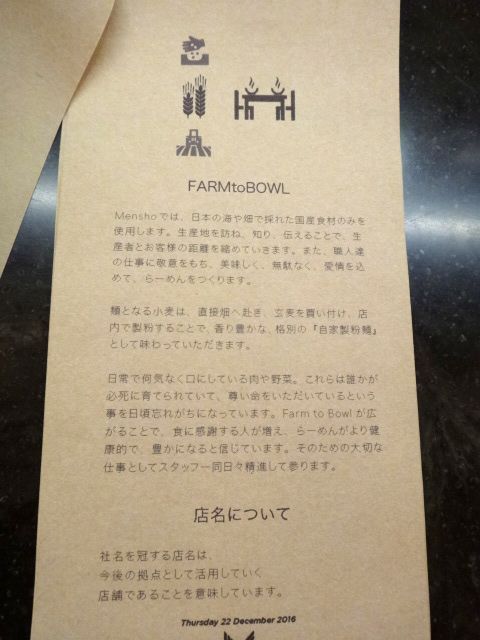 FARMtoBOWL
Menshoでは、日本の海や畑で採れた国産食材のみを
使用します。生産地を訪ね、知り、伝えることで、生
産者とお客様の距離を縮めていきます。また、職人達
の仕事に敬意をもち、美味しく、無駄なく、愛情を込
めて、らーめんをつくります。
麺となる小麦は、直接畑へ赴き、玄麦を買い付け、店
内で製粉することで、香り豊かな、格別の『自家製粉麺』
として味わっていただきます。
日常で何気なく口にしている肉や野菜。これらは誰かが
必死に育てられていて、尊い命をいただいているという
事を日頃忘れがちになっています。Farm to Bowl が広
がることで、食に感謝する人が増え、らーめんがより健
康的で、豊かになると信じています。そのための大切な
仕事としてスタッフ一同日々精進して参ります。
店名について
社名を冠する店名は、
今後の拠点として活用していく
店舗であることを意味しています。
Thursday 22 December 2016